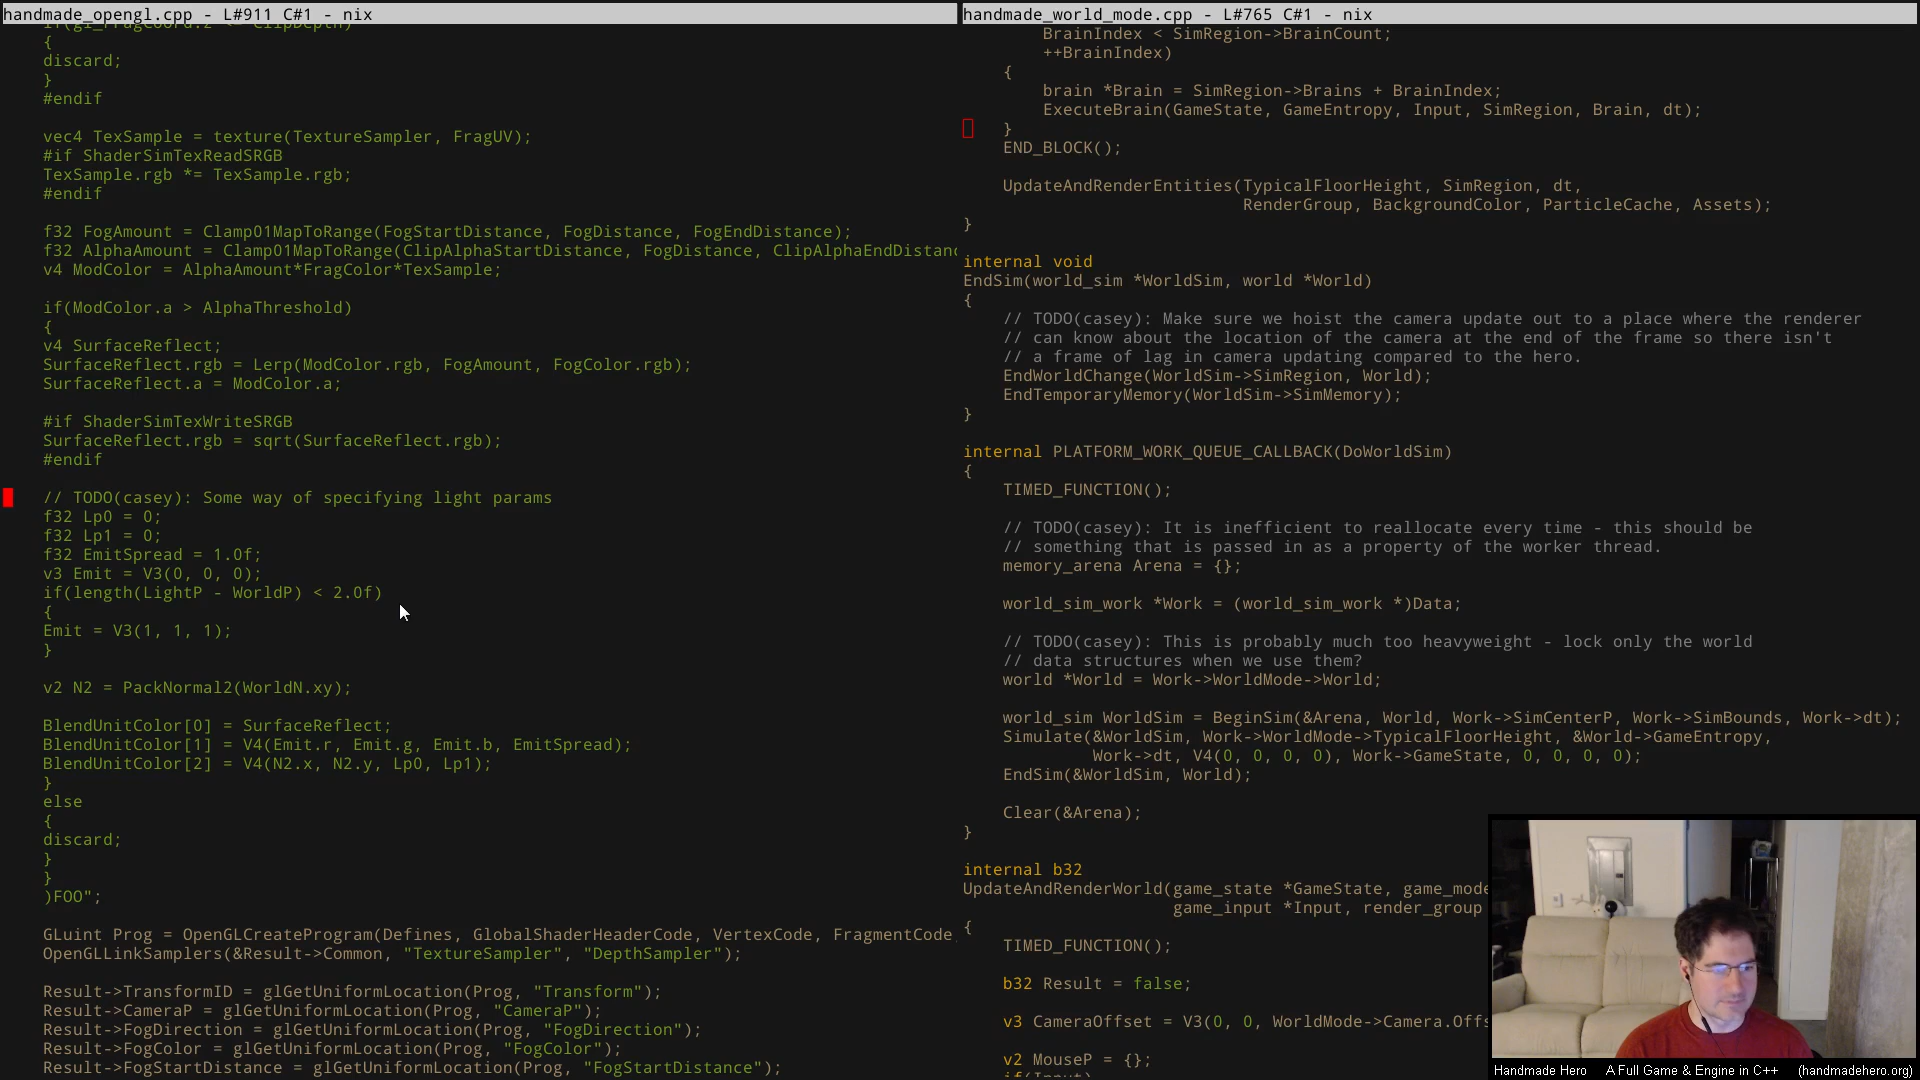 handmade_opengl.cpp - L#911 C#1 - nix
{
discard;
}
#endif
vec4 TexSample = texture(TextureSampler, FragUV);
#if ShaderSimTexReadSRGB
TexSample.rgb *= TexSample.rgb;
#endif
f32 FogAmount = Clamp01MapToRange(FogStartDistance, FogDistance, FogEndDistance);
f32 AlphaAmount = Clamp01MapToRange(ClipAlphaStartDistance, FogDistance, ClipAlphaEndDistanc
v4 ModColor = AlphaAmount*FragColor*TexSample;
if(ModColor.a > AlphaThreshold)
{
v4 SurfaceReflect;
SurfaceReflect.rgb = Lerp(ModColor.rgb, FogAmount, FogColor.rgb);
SurfaceReflect.a = ModColor.a;
#if ShaderSimTexWriteSRGB
SurfaceReflect.rgb = sqrt(SurfaceReflect.rgb);
#endif
// TODO(casey): Some way of specifying light params
f32 Lp0 = 0;
f32 Lp1 = 0;
f32 EmitSpread = 1.0f;
v3 Emit = V3(0, 0, 0);
if(length(LightP - WorldP) < 2.0f)
{
Emit = V3(1, 1, 1);
}
v2 N2 = PackNormal2(WorldN.xy);
BlendUnitColor[0] = SurfaceReflect;
BlendUnitColor[1] = V4(Emit.r, Emit.g, Emit.b, EmitSpread);
BlendUnitColor[2] = V4(N2.x, N2.y, Lp0, Lp1);
}
else
{
discard;
}
}
)FOO";
GLuint Prog = OpenGLCreateProgram(Defines, GlobalShaderHeaderCode, VertexCode, FragmentCode,
OpenGLLinkSamplers(&Result->Common, "TextureSampler", "DepthSampler");
Result->TransformID = glGetUniformLocation(Prog, "Transform");
Result->CameraP = glGetUniformLocation(Prog, "CameraP");
Result->FogDirection = glGetUniformLocation(Prog, "FogDirection");
Result->FogColor = glGetUniformLocation(Prog, "FogColor");
Result->FogStartDistance = glGetUniformLocation(Prog, "FogStartDistance");
handmade_world_mode.cpp - L#765 C#1 - nix
BrainIndex < SimRegion->BrainCount;
++BrainIndex)
{
brain *Brain = SimRegion->Brains + BrainIndex;
ExecuteBrain(GameState, GameEntropy, Input, SimRegion, Brain, dt);
}
END_BLOCK();
UpdateAndRenderEntities(TypicalFloorHeight, SimRegion, dt,
RenderGroup, BackgroundColor, ParticleCache, Assets);
}
internal void
EndSim(world_sim *WorldSim, world *World)
{
// TODO(casey): Make sure we hoist the camera update out to a place where the renderer
// can know about the location of the camera at the end of the frame so there isn't
// a frame of lag in camera updating compared to the hero.
EndWorldChange(WorldSim->SimRegion, World);
EndTemporaryMemory(WorldSim->SimMemory);
}
internal PLATFORM_WORK_QUEUE_CALLBACK(DoWorldSim)
{
TIMED_FUNCTION();
// TODO(casey): It is inefficient to reallocate every time - this should be
// something that is passed in as a property of the worker thread.
memory_arena Arena = {};
world_sim_work *Work = (world_sim_work *)Data;
// TODO(casey): This is probably much too heavyweight - lock only the world
// data structures when we use them?
world *World = Work->WorldMode->World;
world_sim WorldSim = BeginSim(&Arena, World, Work->SimCenterP, Work->SimBounds, Work->dt);
Simulate(&WorldSim, Work->WorldMode->TypicalFloorHeight, &World->GameEntropy,
Work->dt, V4(0, 0, 0, 0), Work->GameState, 0, 0, 0, 0);
EndSim(&WorldSim, World);
Clear(&Arena);
}
internal b32
UpdateAndRenderWorld(game_state *GameState, game_mode
game_input *Input, render_group
{
TIMED_FUNCTION();
b32 Result = false;
v3 CameraOffset = V3(0, 0, WorldMode->Camera.Offs
v2 MouseP = {};
Handmade Hero A Full Game & Engine in C++ (handmadehero.org)